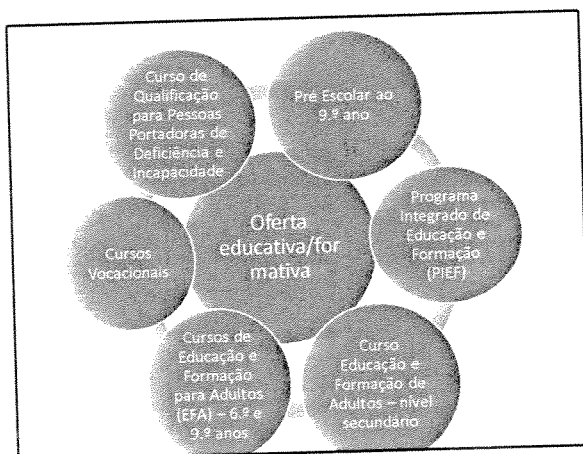 Curso de
Qualificação
para Pessoas
Portadoras de
Deficiência e
Incapacidade
Pré Escolar ao
9.º ano
Programa
Integrado de
Educação e
Formação
(PIEF)
Curso
Educação e
Formação de
Adultos – nível
secundário
Cursos de
Educação e
Formação
para Adultos
(EFA) – 6.º e
9.º anos
Cursos
Vocacionais
Oferta
educativa/for
mativa